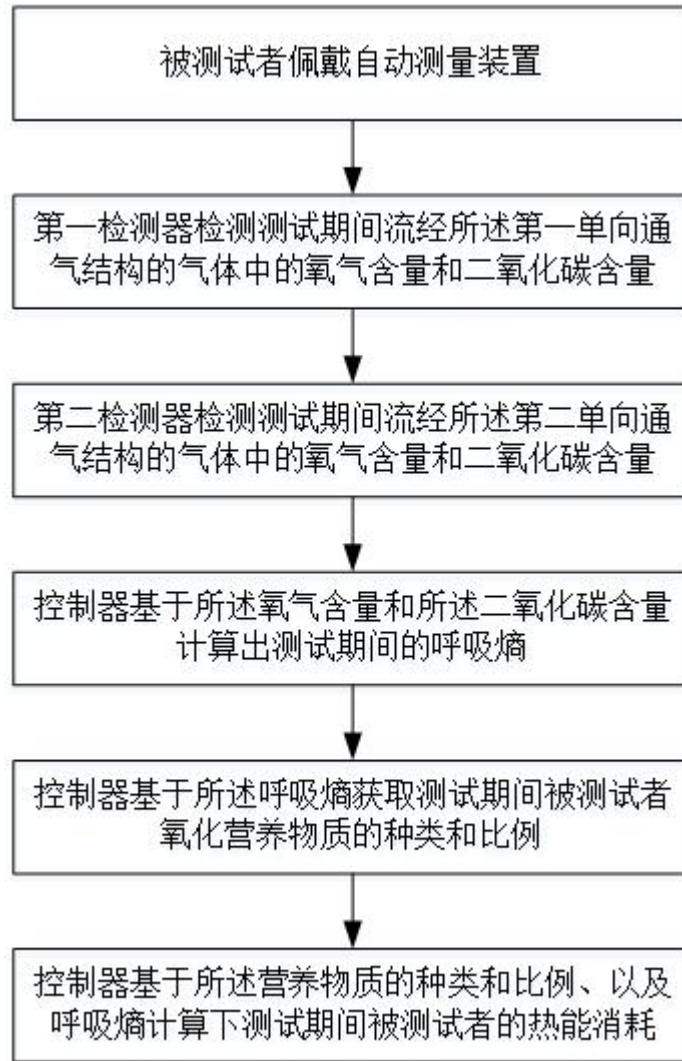 被测试者佩戴自动测量装置
第一检测器检测测试期间流经所述第一单向通
气结构的气体中的氧气含量和二氧化碳含量
第二检测器检测测试期间流经所述第二单向通
气结构的气体中的氧气含量和二氧化碳含量
控制器基于所述氧气含量和所述二氧化碳含量
计算出测试期间的呼吸熵
控制器基于所述呼吸熵获取测试期间被测试者
氧化营养物质的种类和比例
控制器基于所述营养物质的种类和比例、以及
呼吸熵计算下测试期间被测试者的热能消耗